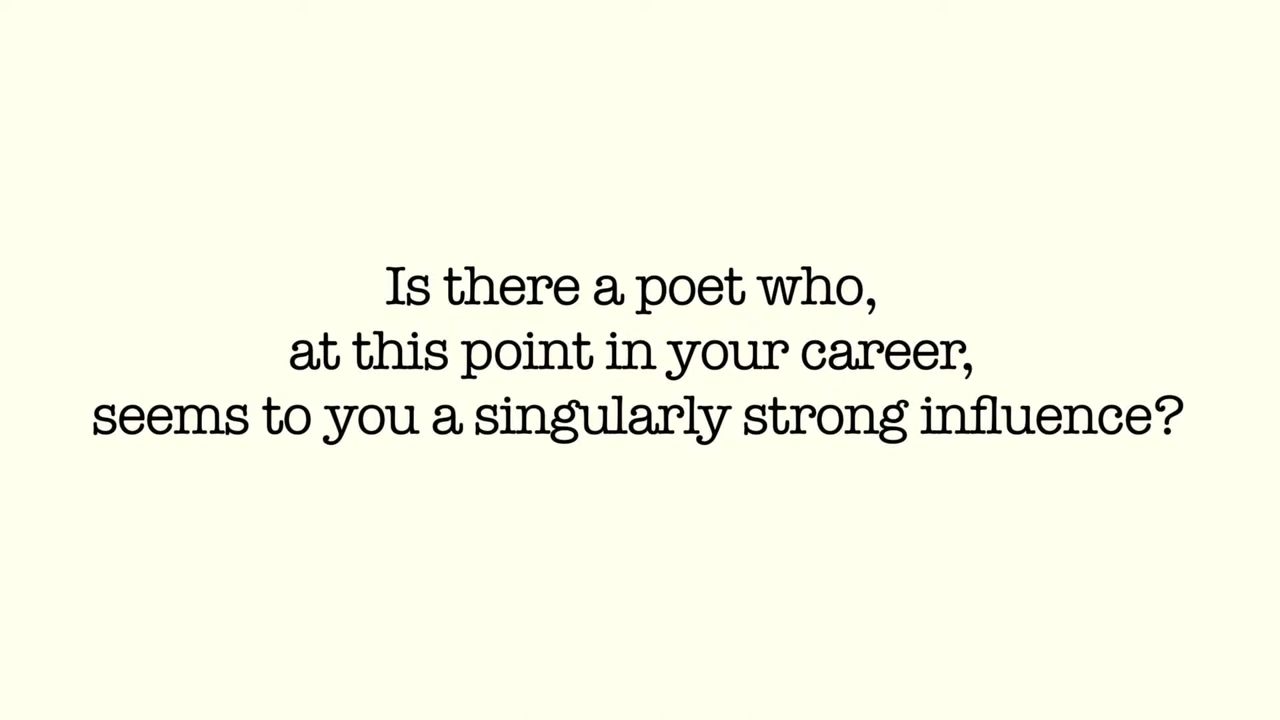 Is there a poet who,
at this point in your career,
seems to you a singularly strong influence?